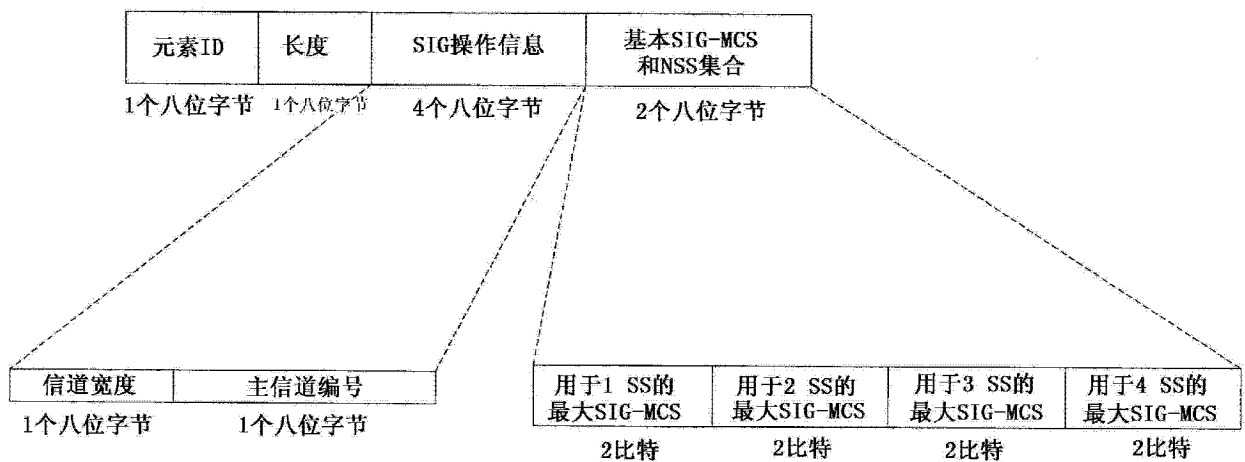 元素ID 长度 SIG操作信息 基本SIG-MCS
和NSS集合
1个八位字节 1个八位字节 4个八位字节 2个八位字节
信道宽度 主信道编号
1个八位字节 1个八位字节
用于1 SS的 用于2 SS的 用于3 SS的 用于4 SS的
最大SIG-MCS 最大SIG-MCS 最大SIG-MCS 最大SIG-MCS
2比特 2比特 2比特 2比特